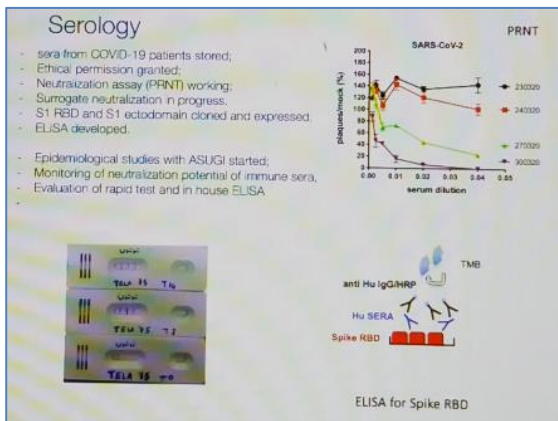 Serology
- sera from COVID-19 patients stored;
- Ethical permission granted;
- Neutralization assay (PRNT) working;
- Surrogate neutralization in progress.
- S1 RBD and S1 ectodomain cloned and expressed.
- ELISA developed.
- Epidemiological studies with ASUGI started;
- Monitoring of neutralization potential of immune sera,
- Evaluation of rapid test and in house ELISA
-
PRNT
SARS-CoV-2
plaques/mock (%)
200
180
160
140
120
100
80
60
40
20
0
0.00 0.01 0.02 0.03 0.04 0.05
serum dilution
230320
240320
270320
300320
TELA 75
TELA 75
TELA 75 T0
TMB
anti Hu IgG/HRP
Hu SERA
Spike RBD
ELISA for Spike RBD